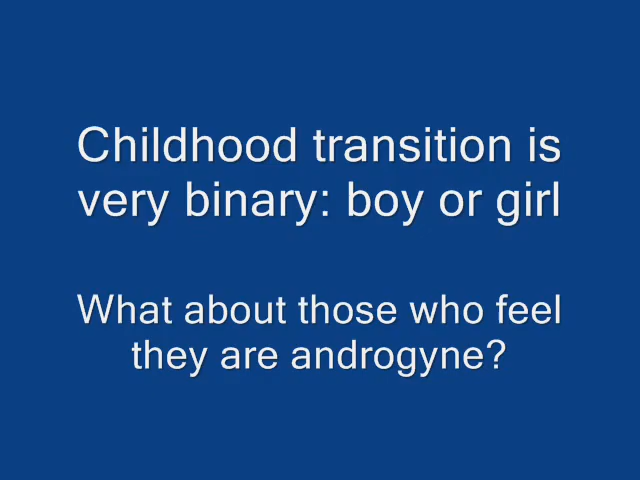 Childhood transition is
very binary: boy or girl
What about those who feel
they are androgyne?